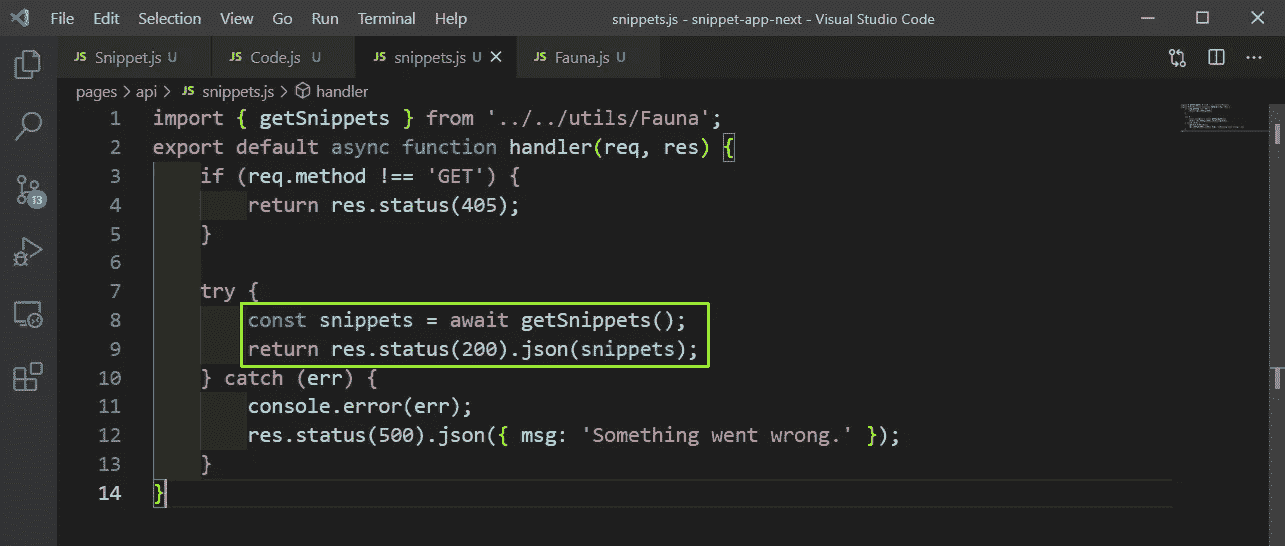 File Edit Selection View Go Run Terminal Help snippets.js - snippet-app-next - Visual Studio Code
JS Snippet.js U JS Code.js U JS snippets.js U JS Fauna.js U
pages > api > JS snippets.js > handler
1 import { getSnippets } from '../../utils/Fauna';
2 export default async function handler(req, res) {
3     if (req.method !== 'GET') {
4         return res.status(405);
5     }
6
7     try {
8         const snippets = await getSnippets();
9         return res.status(200).json(snippets);
10     } catch (err) {
11         console.error(err);
12         res.status(500).json({ msg: 'Something went wrong.' });
13     }
14 }
13